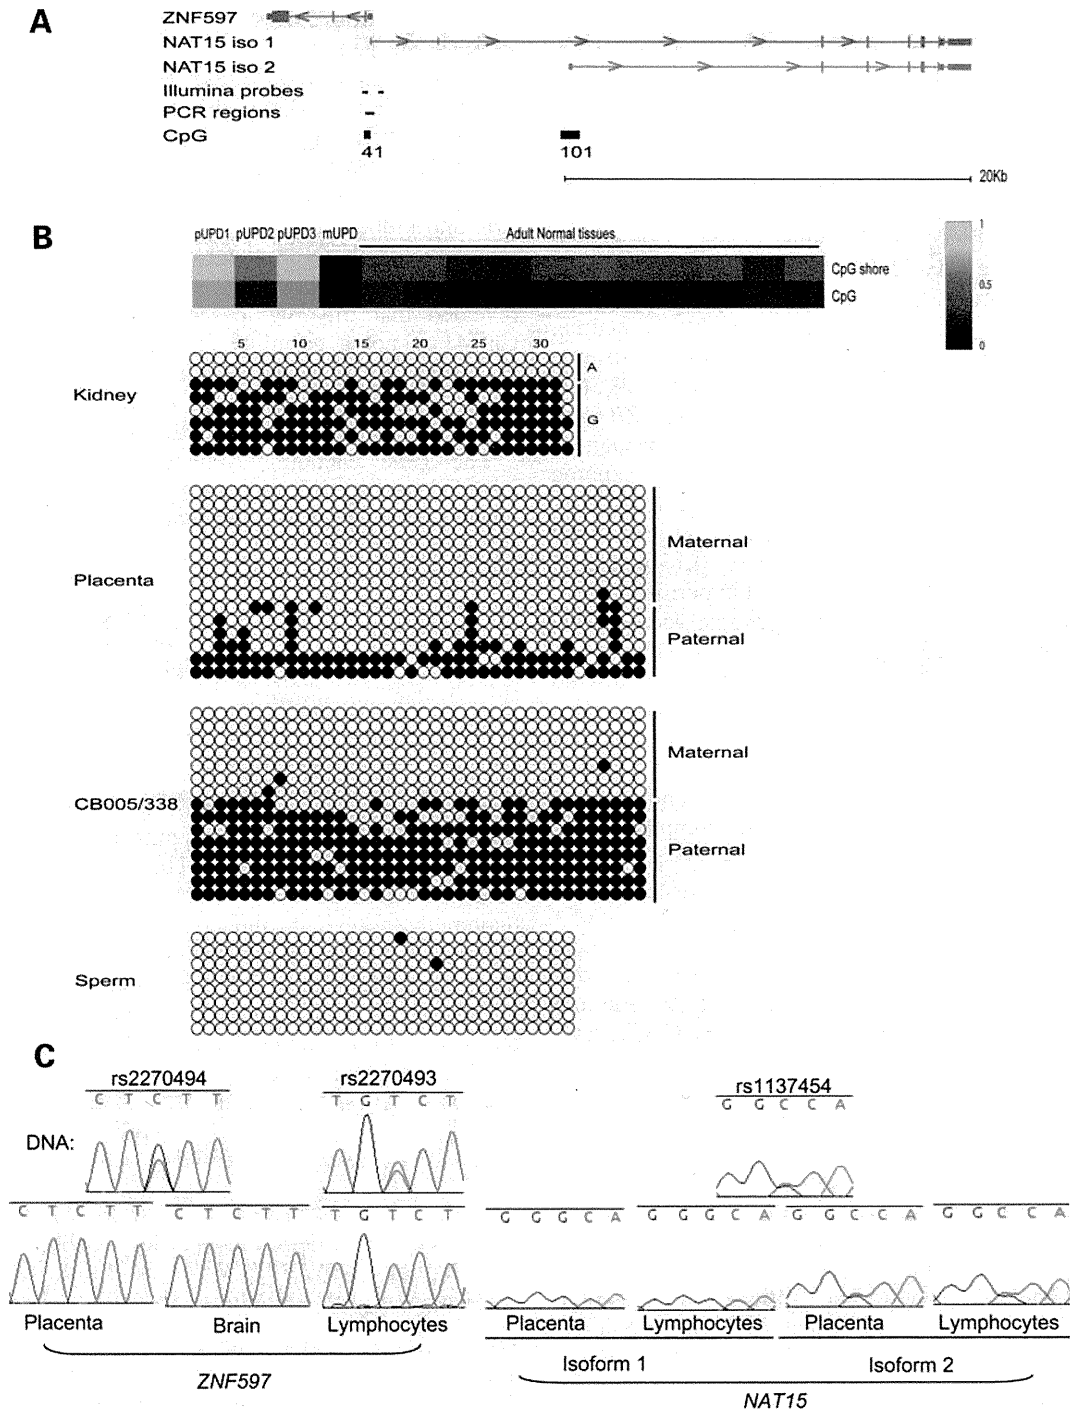 A
ZNF597
NAT15 iso 1
NAT15 iso 2
Illumina probes
PCR regions
CpG
41 101
20Kb
B
pUPD1 pUPD2 pUPD3 mUPD Adult Normal tissues
CpG shore
CpG
1
0.5
0
5 10 15 20 25 30
Kidney
A
G
Placenta
Maternal
Paternal
CB005/338
Maternal
Paternal
Sperm
C
rs2270494 rs2270493 rs1137454
C T C T T T G T C T G G C C A
DNA:
C T C T T C T C T T T G T C T G G G C A G G G C A G G C C A G G C C A
Placenta Brain Lymphocytes Placenta Lymphocytes Placenta Lymphocytes
Isoform 1 Isoform 2
ZNF597 NAT15